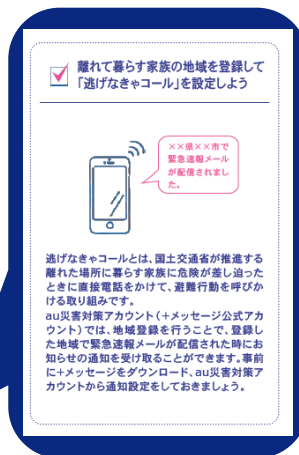 離れて暮らす家族の地域を登録して
「逃げなきゃコール」を設定しよう
××県××市で
緊急速報メール
が配信されまし
た。
逃げなきゃコールとは、国土交通省が推進する
離れた場所に暮らす家族に危険が差し迫った
ときに直接電話をかけて、避難行動を呼びか
ける取り組みです。
au災害対策アカウント(+メッセージ公式アカ
ウント)では、地域登録を行うことで、登録し
た地域で緊急速報メールが配信された時にお
知らせの通知を受け取ることができます。事前
に+メッセージをダウンロード、au災害対策ア
カウントから通知設定をしておきましょう。